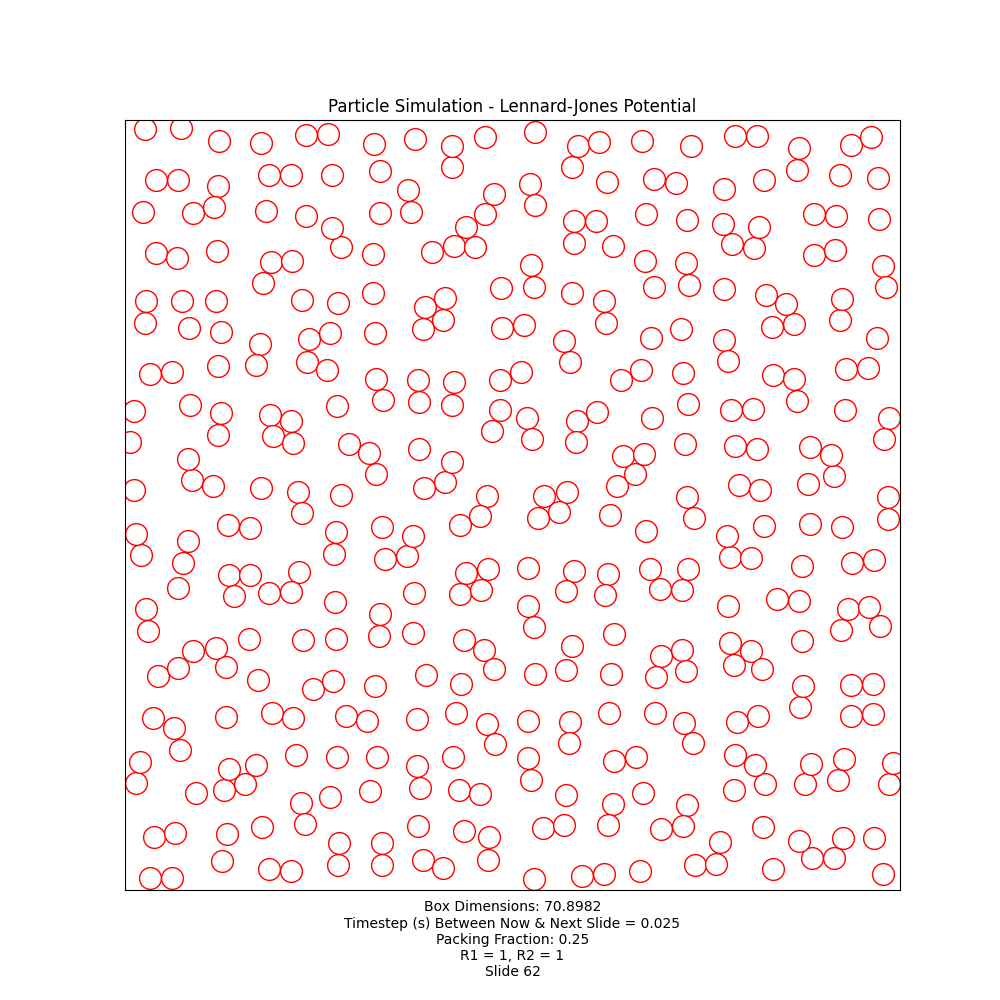 Particle Simulation - Lennard-Jones Potential
Box Dimensions: 70.8982
Timestep (s) Between Now & Next Slide = 0.025
Packing Fraction: 0.25
R1 = 1, R2 = 1
Slide 62